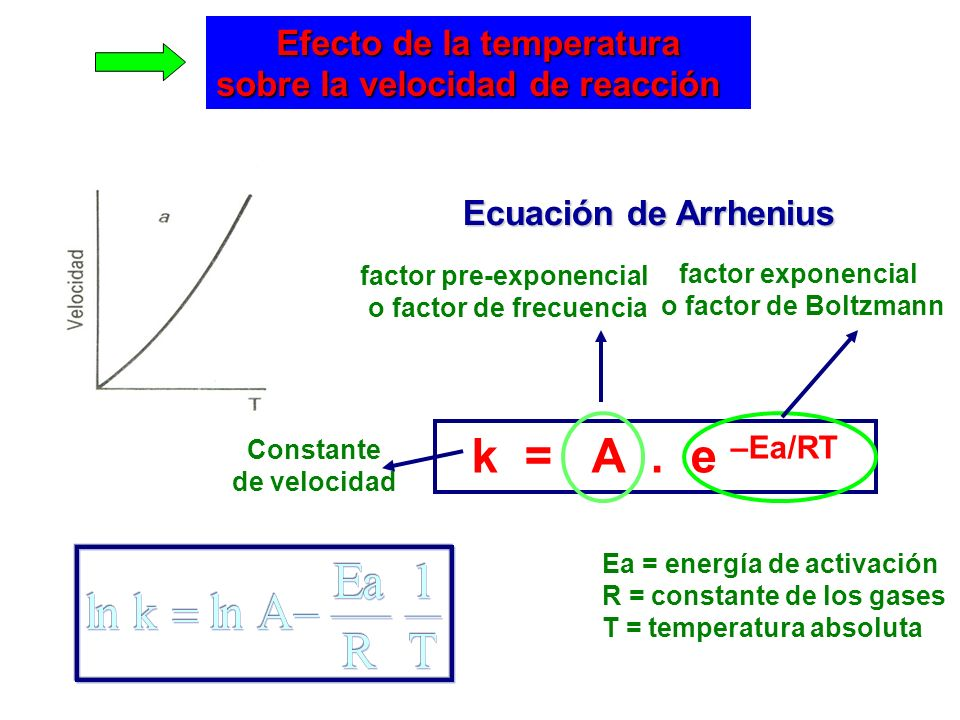 Efecto de la temperatura
sobre la velocidad de reacción
Ecuación de Arrhenius
a
Velocidad
T
factor pre-exponencial
o factor de frecuencia
factor exponencial
o factor de Boltzmann
k = A . e –Ea/RT
Constante
de velocidad
ln k = ln A – Ea/R 1/T
Ea = energía de activación
R = constante de los gases
T = temperatura absoluta